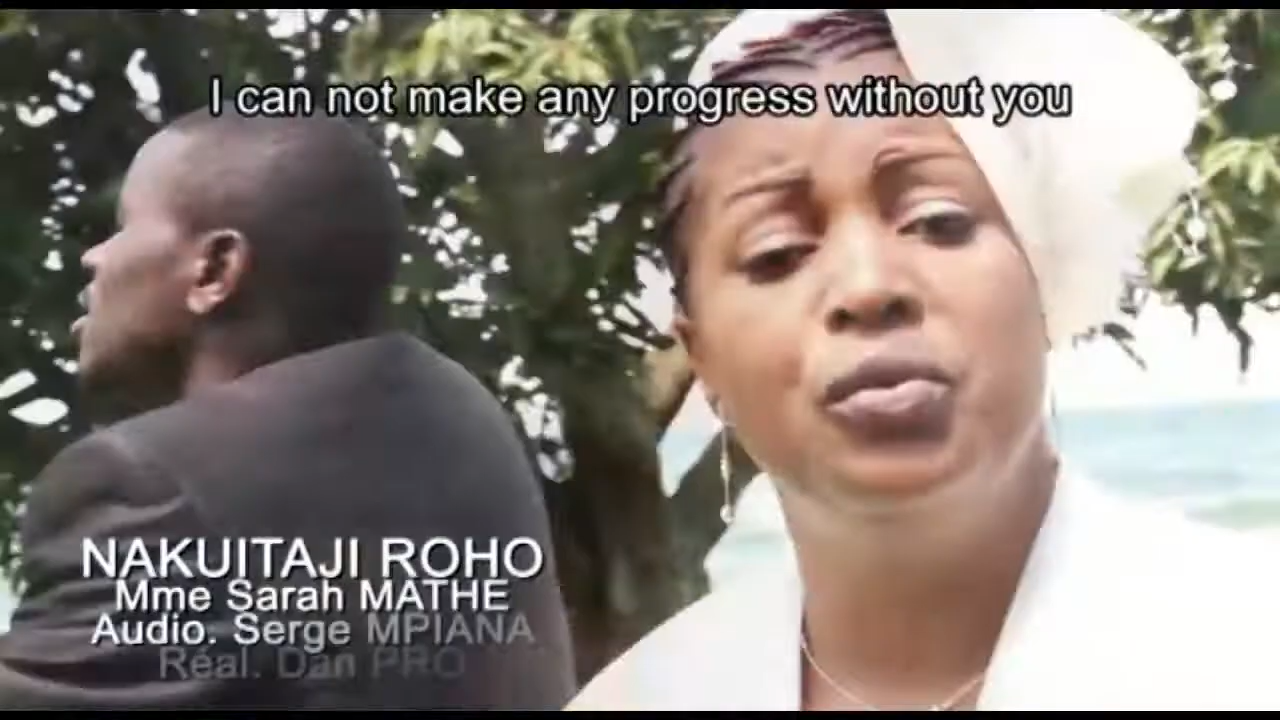 I can not make any progress without you
NAKUITAJI ROHO
Mme Sarah MATHE
Audio. Serge MPIANA
Réal. Dan PRO